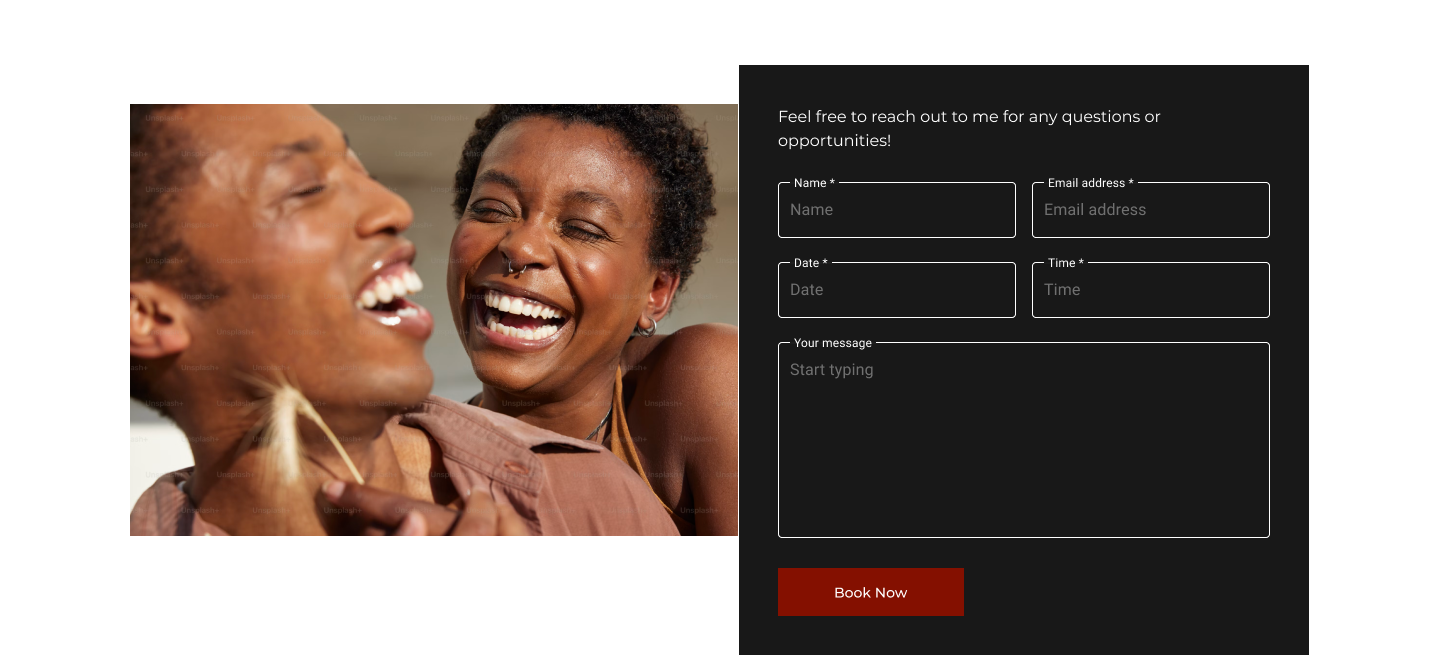 Feel free to reach out to me for any questions or
opportunities!
Name *
Name
Email address *
Email address
Date *
Date
Time *
Time
Your message
Start typing
Book Now
Unsplash+